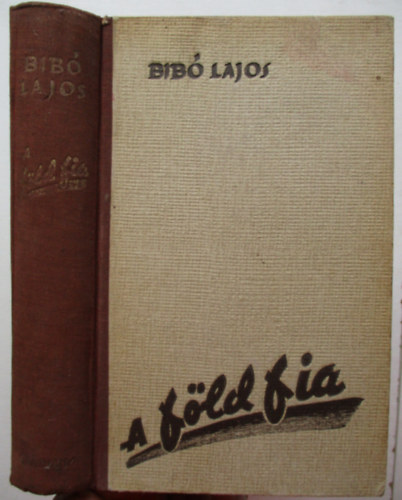 BIBÓ
LAJOS
A
föld fia
BIBÓ LAJOS
A föld fia